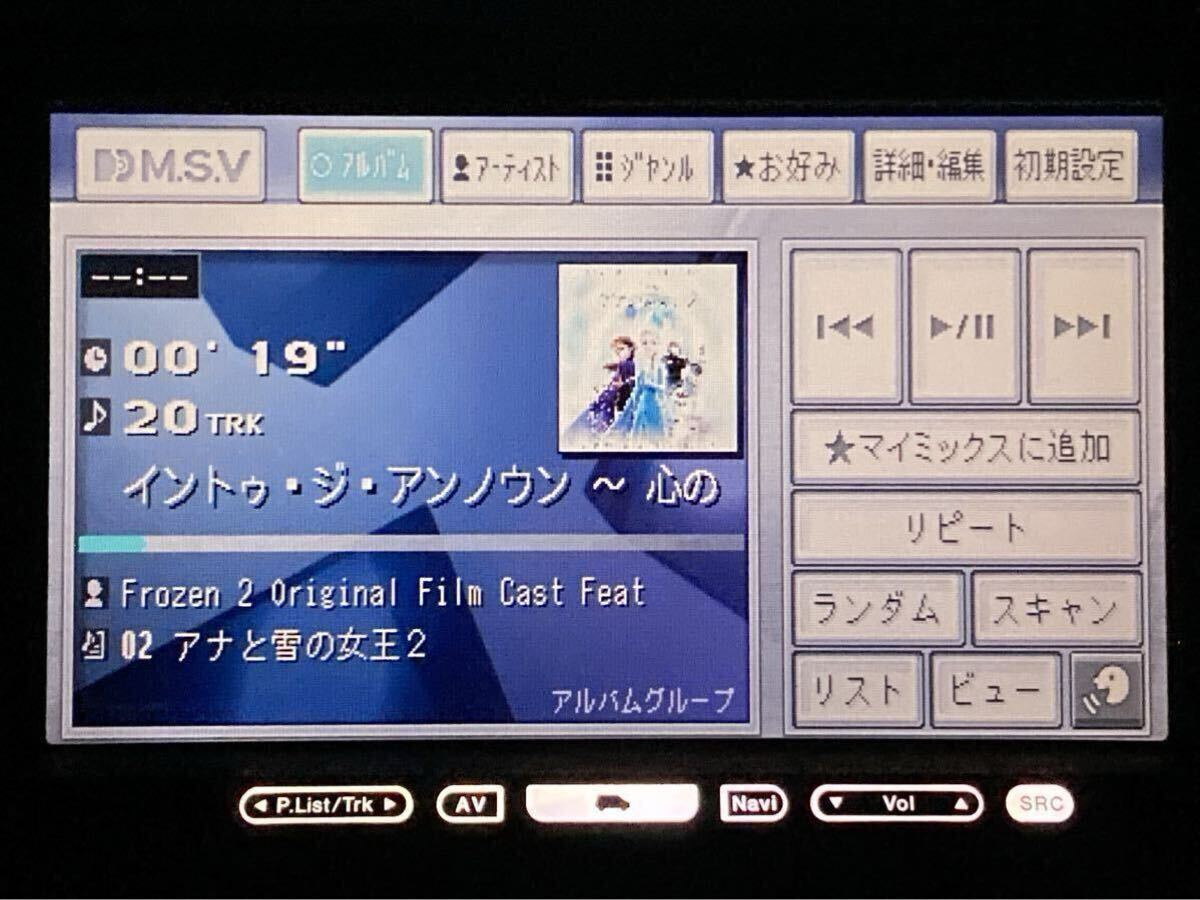 M.S.V
アルバム
アーティスト
ジャンル
★お好み
詳細・編集
初期設定
--:--
00' 19"
20 TRK
イントゥ・ジ・アンノウン ～ 心の
Frozen 2 Original Film Cast Feat
02 アナと雪の女王2
アルバムグループ
★マイミックスに追加
リピート
ランダム
スキャン
リスト
ビュー
P.List/Trk
AV
Navi
Vol
SRC